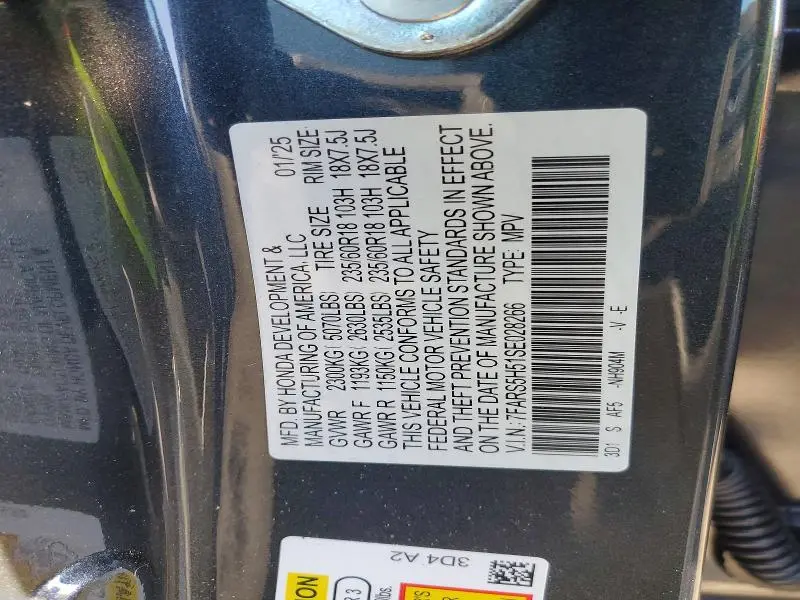 MFD. BY HONDA DEVELOPMENT &
MANUFACTURING OF AMERICA, LLC 01/'25
GVWR 2300KG( 5070LBS) TIRE SIZE RIM SIZE
GAWR F 1193KG( 2630LBS) 235/60R18 103H 18X7.5J
GAWR R 1150KG( 2535LBS) 235/60R18 103H 18X7.5J
THIS VEHICLE CONFORMS TO ALL APPLICABLE
FEDERAL MOTOR VEHICLE SAFETY
AND THEFT PREVENTION STANDARDS IN EFFECT
ON THE DATE OF MANUFACTURE SHOWN ABOVE.
V.I.N: 7FARS5H51SE028266 TYPE: MPV
3D1 S AF5 -NH904M -V -E
3D4 A2